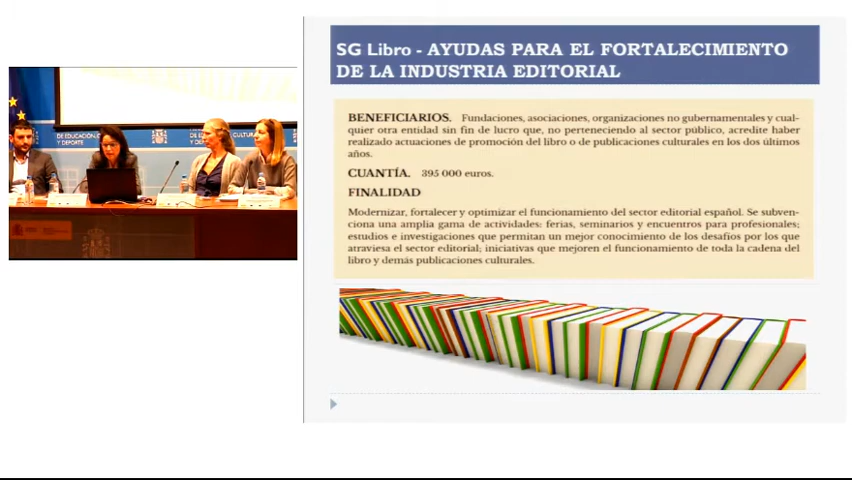 SG Libro - AYUDAS PARA EL FORTALECIMIENTO
DE LA INDUSTRIA EDITORIAL
BENEFICIARIOS. Fundaciones, asociaciones, organizaciones no gubernamentales y cual-
quier otra entidad sin fin de lucro que, no perteneciendo al sector público, acredite haber
realizado actuaciones de promoción del libro o de publicaciones culturales en los dos últimos
años.
CUANTÍA. 395 000 euros.
FINALIDAD
Modernizar, fortalecer y optimizar el funcionamiento del sector editorial español. Se subven-
ciona una amplia gama de actividades: ferias, seminarios y encuentros para profesionales;
estudios e investigaciones que permitan un mejor conocimiento de los desafíos por los que
atraviesa el sector editorial; iniciativas que mejoren el funcionamiento de toda la cadena del
libro y demás publicaciones culturales.
DE EDUCACIÓN, CULTURA
Y DEPORTE